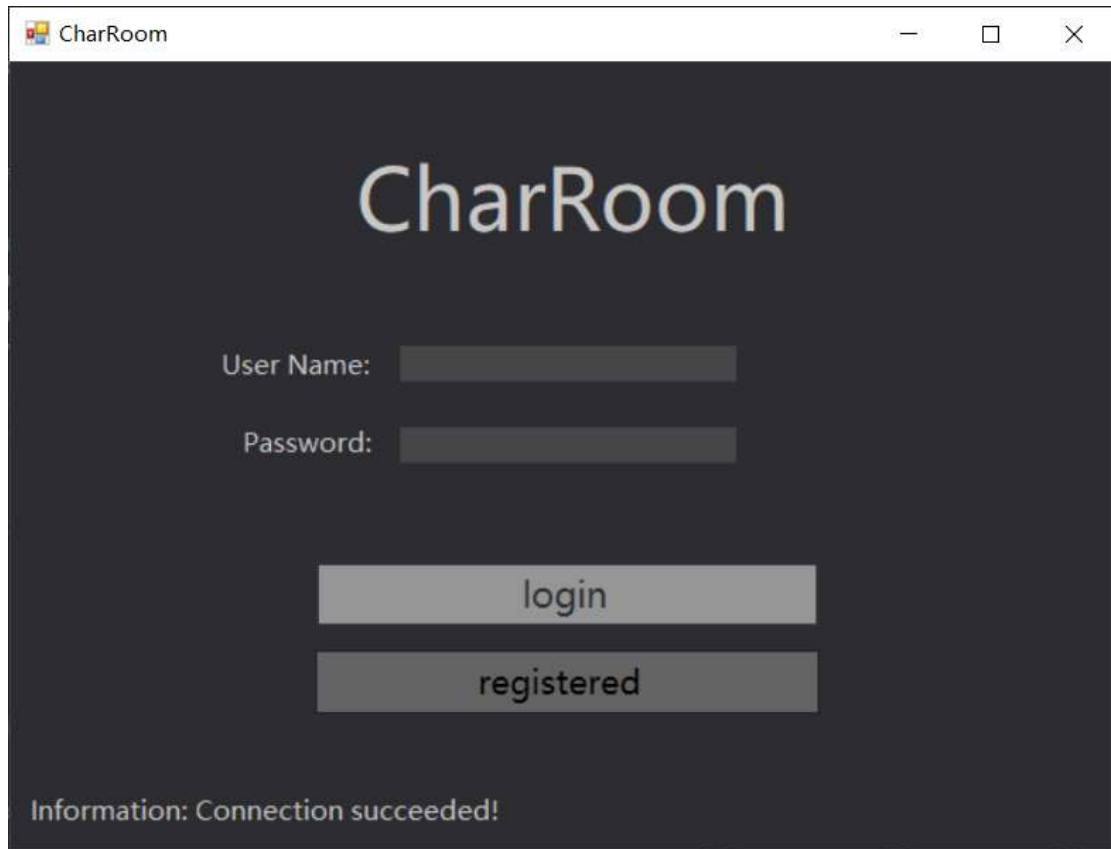 CharRoom
CharRoom
User Name:
Password:
login
registered
Information: Connection succeeded!